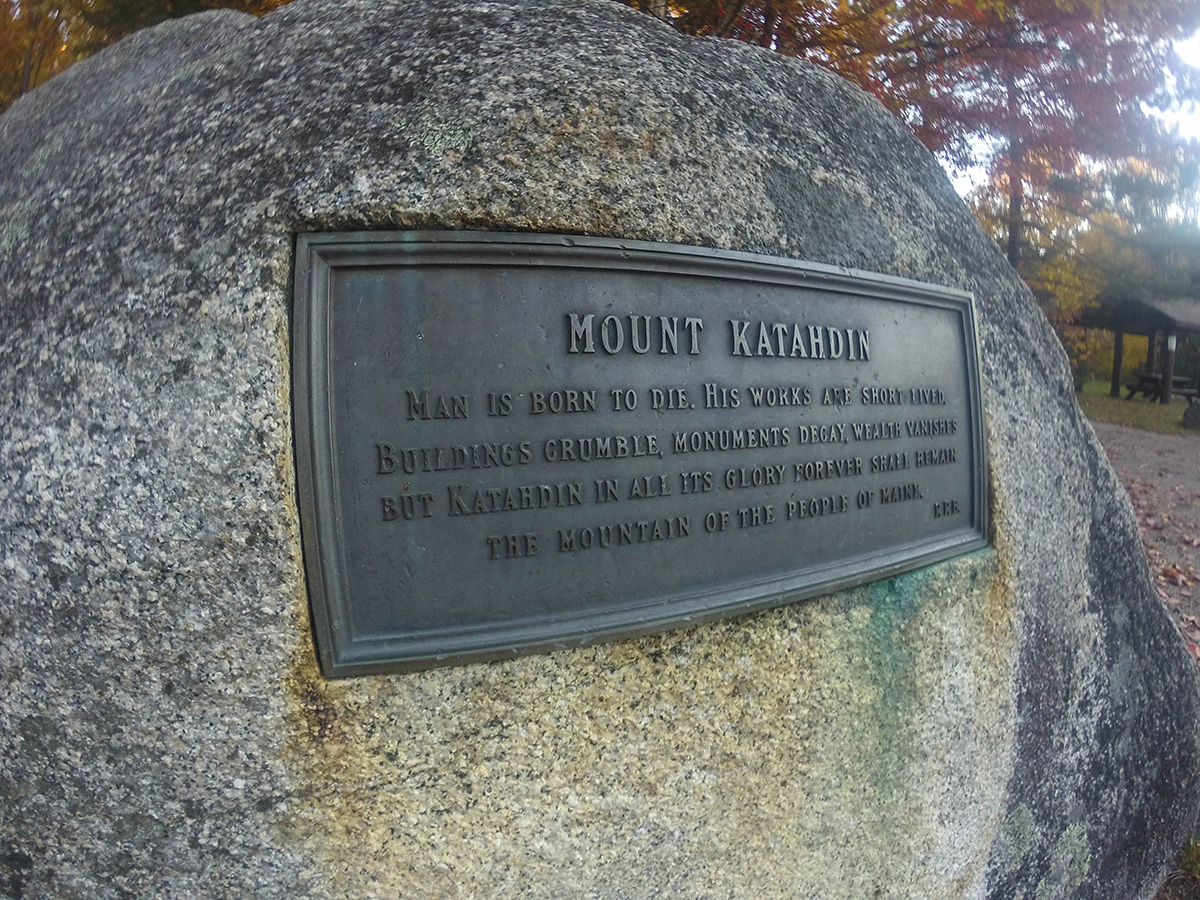 MOUNT KATAHDIN
MAN IS BORN TO DIE. HIS WORKS ARE SHORT LIVED.
BUILDINGS CRUMBLE, MONUMENTS DECAY, WEALTH VANISHES
BUT KATAHDIN IN ALL ITS GLORY FOREVER SHALL REMAIN
THE MOUNTAIN OF THE PEOPLE OF MAINE.
P.P.B.